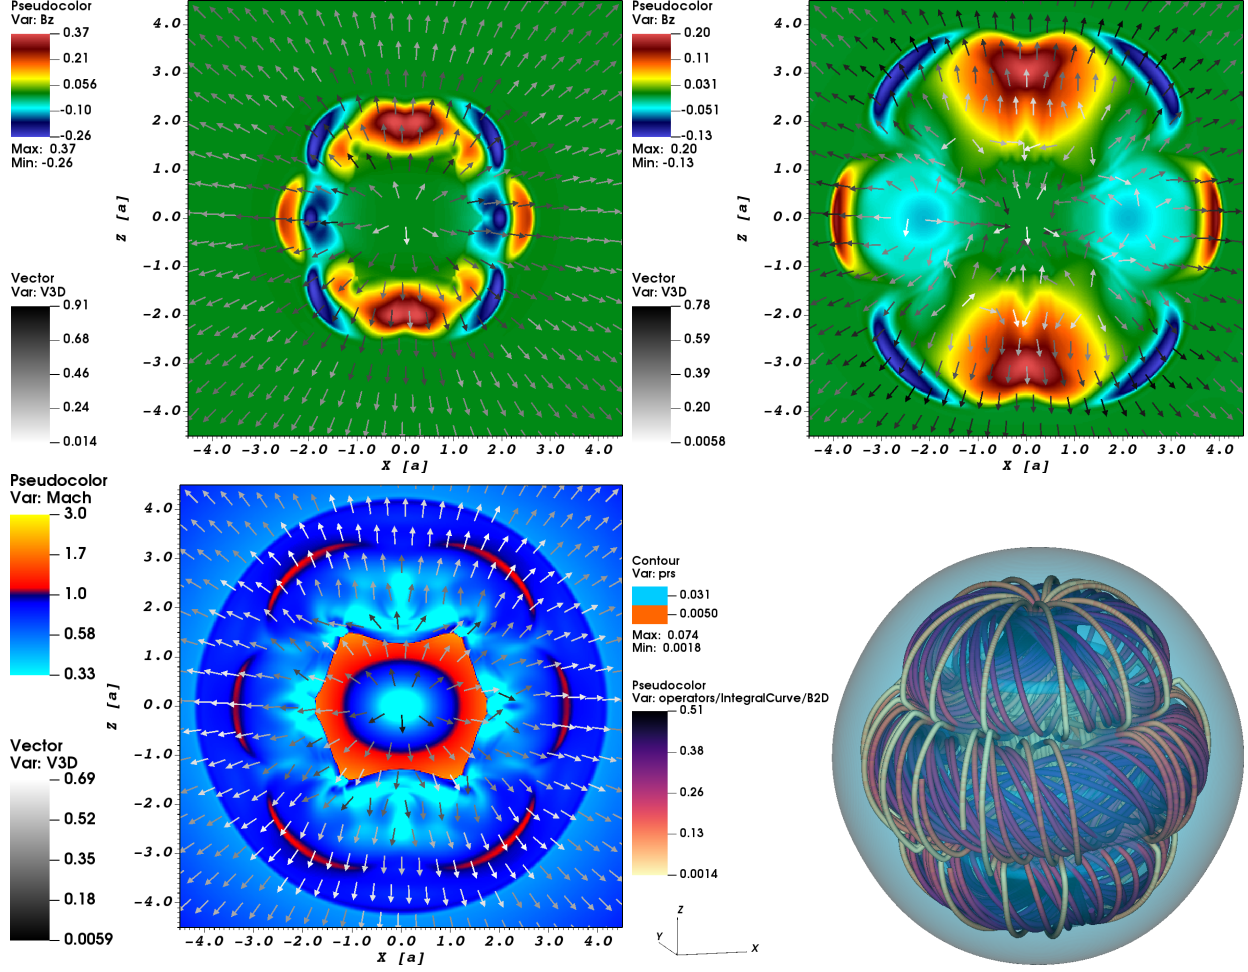 Pseudocolor
Var: Bz
0.37
0.21
0.056
-0.10
-0.26
Max: 0.37
Min: -0.26
Vector
Var: V3D
0.91
0.68
0.46
0.24
0.014
4.0
3.0
2.0
1.0
0.0
-1.0
-2.0
-3.0
-4.0
Z [a]
-4.0 -3.0 -2.0 -1.0 0.0 1.0 2.0 3.0 4.0
X [a]
Pseudocolor
Var: Bz
0.20
0.11
0.031
-0.051
-0.13
Max: 0.20
Min: -0.13
Vector
Var: V3D
0.78
0.59
0.39
0.20
0.0058
4.0
3.0
2.0
1.0
0.0
-1.0
-2.0
-3.0
-4.0
Z [a]
-4.0 -3.0 -2.0 -1.0 0.0 1.0 2.0 3.0 4.0
X [a]
Pseudocolor
Var: Mach
3.0
1.7
1.0
0.58
0.33
Vector
Var: V3D
0.69
0.52
0.35
0.18
0.0059
4.0
3.0
2.0
1.0
0.0
-1.0
-2.0
-3.0
-4.0
Z [a]
-4.0 -3.0 -2.0 -1.0 0.0 1.0 2.0 3.0 4.0
X [a]
Contour
Var: prs
0.031
0.0050
Max: 0.074
Min: 0.0018
Pseudocolor
Var: operators/IntegralCurve/B2D
0.51
0.38
0.26
0.13
0.0014
Z
Y
X